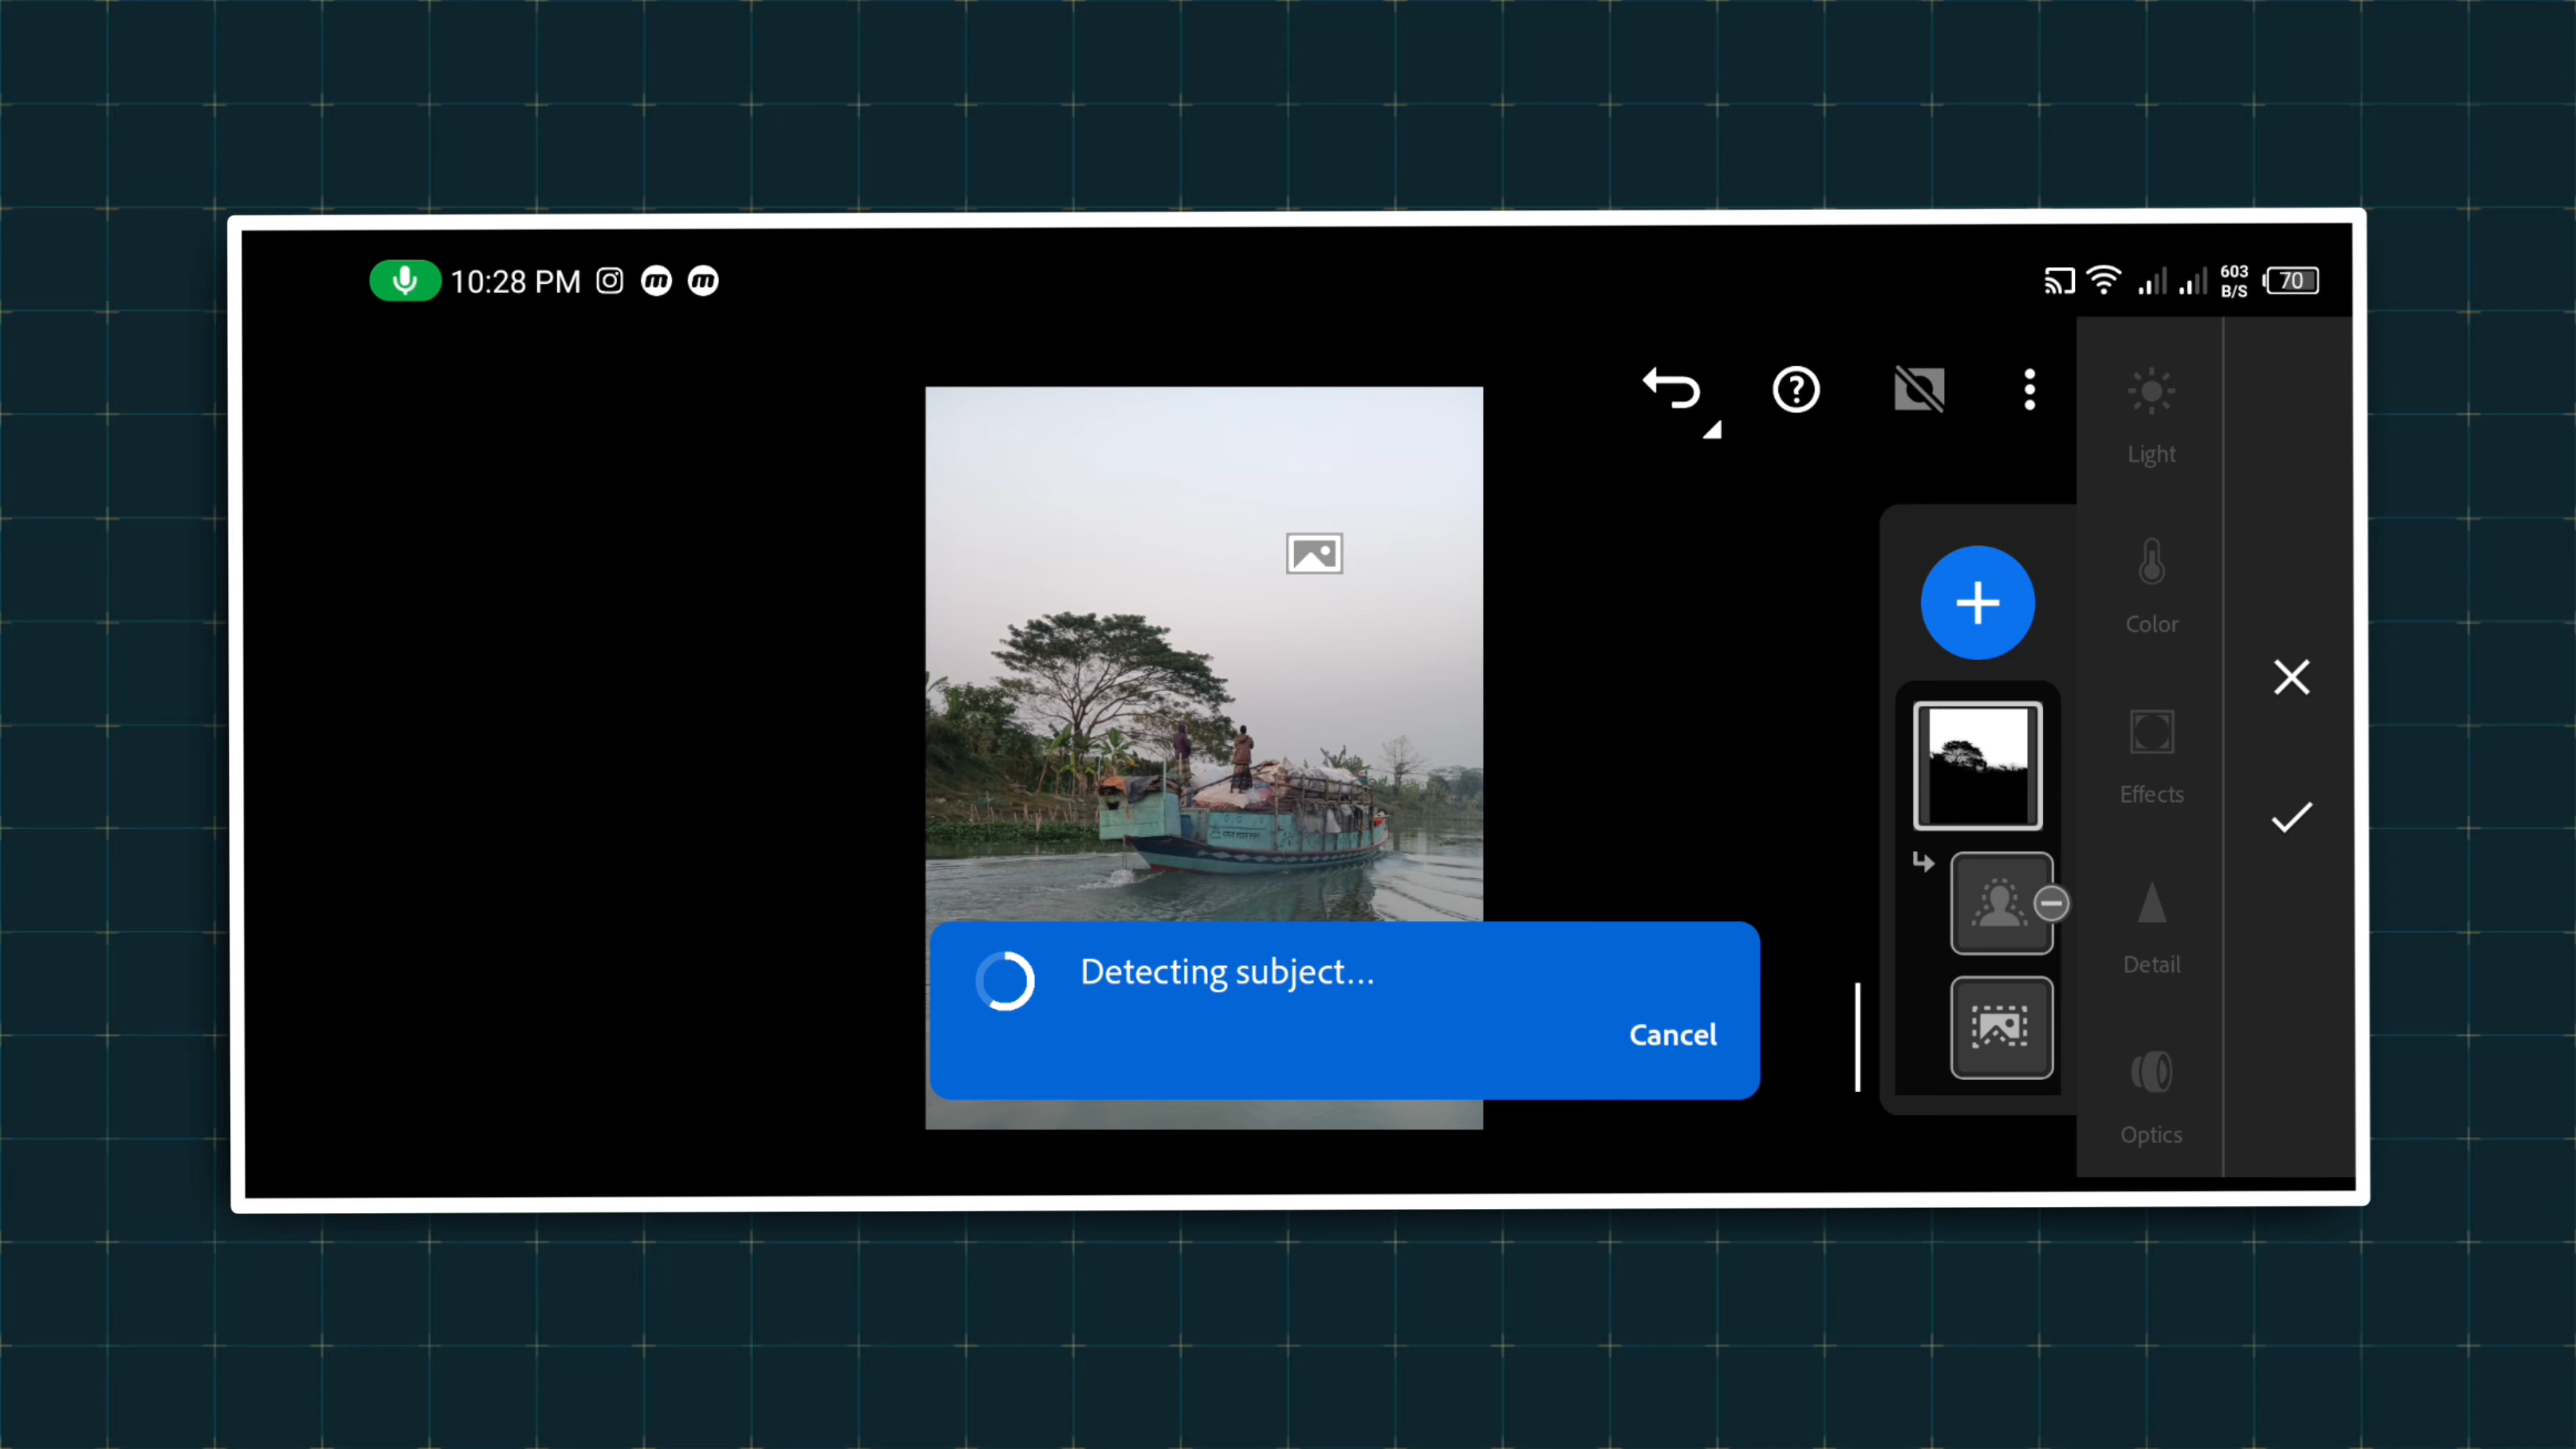 10:28 PM
603
B/S
70
Light
Color
Effects
Detail
Optics
Detecting subject...
Cancel